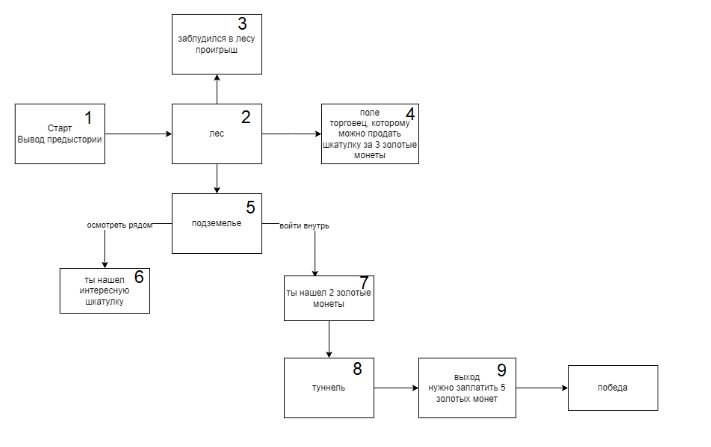 3
заблудился в лесу
проигрыш
1
Старт
Вывод предыстории
2
лес
4
поле
торговец, которому
можно продать
шкатулку за 3 золотые
монеты
5
подземелье
осмотреть рядом
войти внутрь
6
ты нашел
интересную
шкатулку
7
ты нашел 2 золотые
монеты
8
туннель
9
выход
нужно заплатить 5
золотых монет
победа